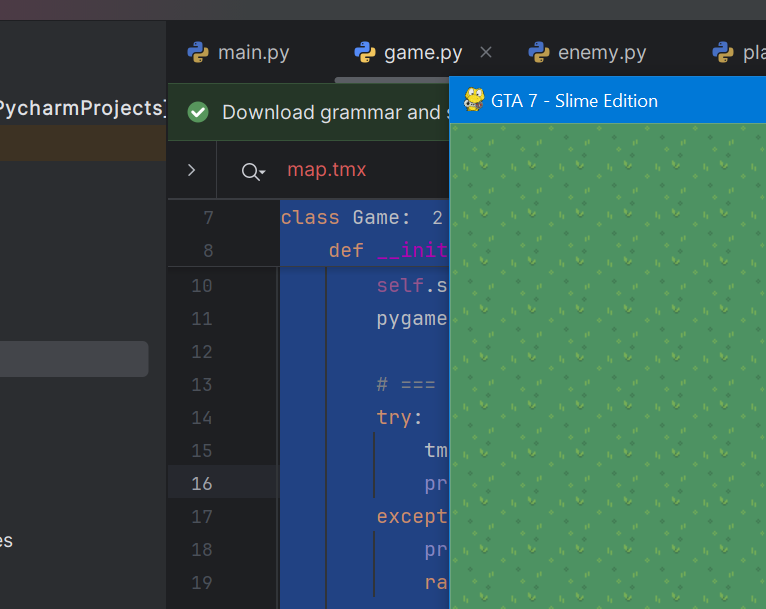 main.py game.py enemy.py pla
PycharmProjects\
Download grammar and s
GTA 7 - Slime Edition
map.tmx
7 class Game: 2
8 def __init
10 self.s
11 pygame
12
13 # ===
14 try:
15 tm
16 pr
17 except
18 pr
19 ra
es